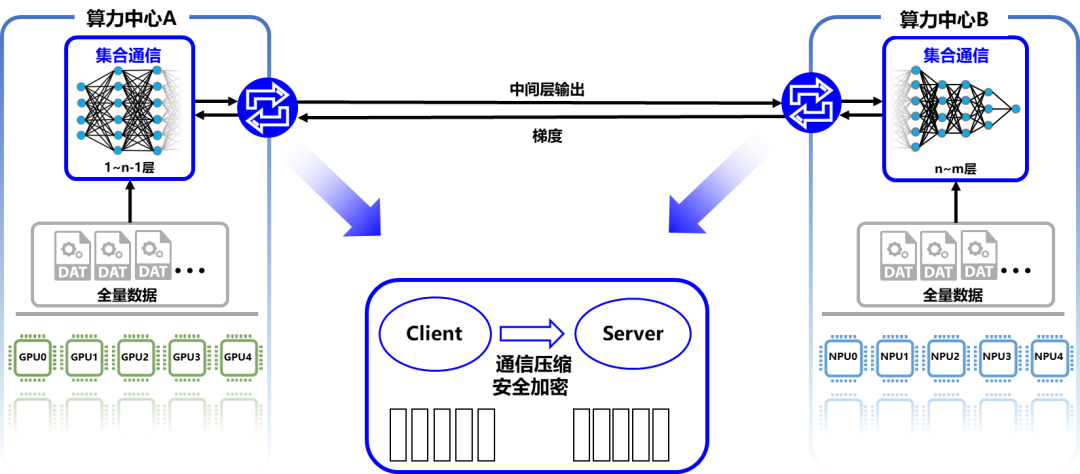 算力中心A
集合通信
1~n-1层
DAT
DAT
DAT
全量数据
GPU0
GPU1
GPU2
GPU3
GPU4
中间层输出
梯度
Client
Server
通信压缩
安全加密
算力中心B
集合通信
n~m层
DAT
DAT
DAT
全量数据
NPU0
NPU1
NPU2
NPU3
NPU4